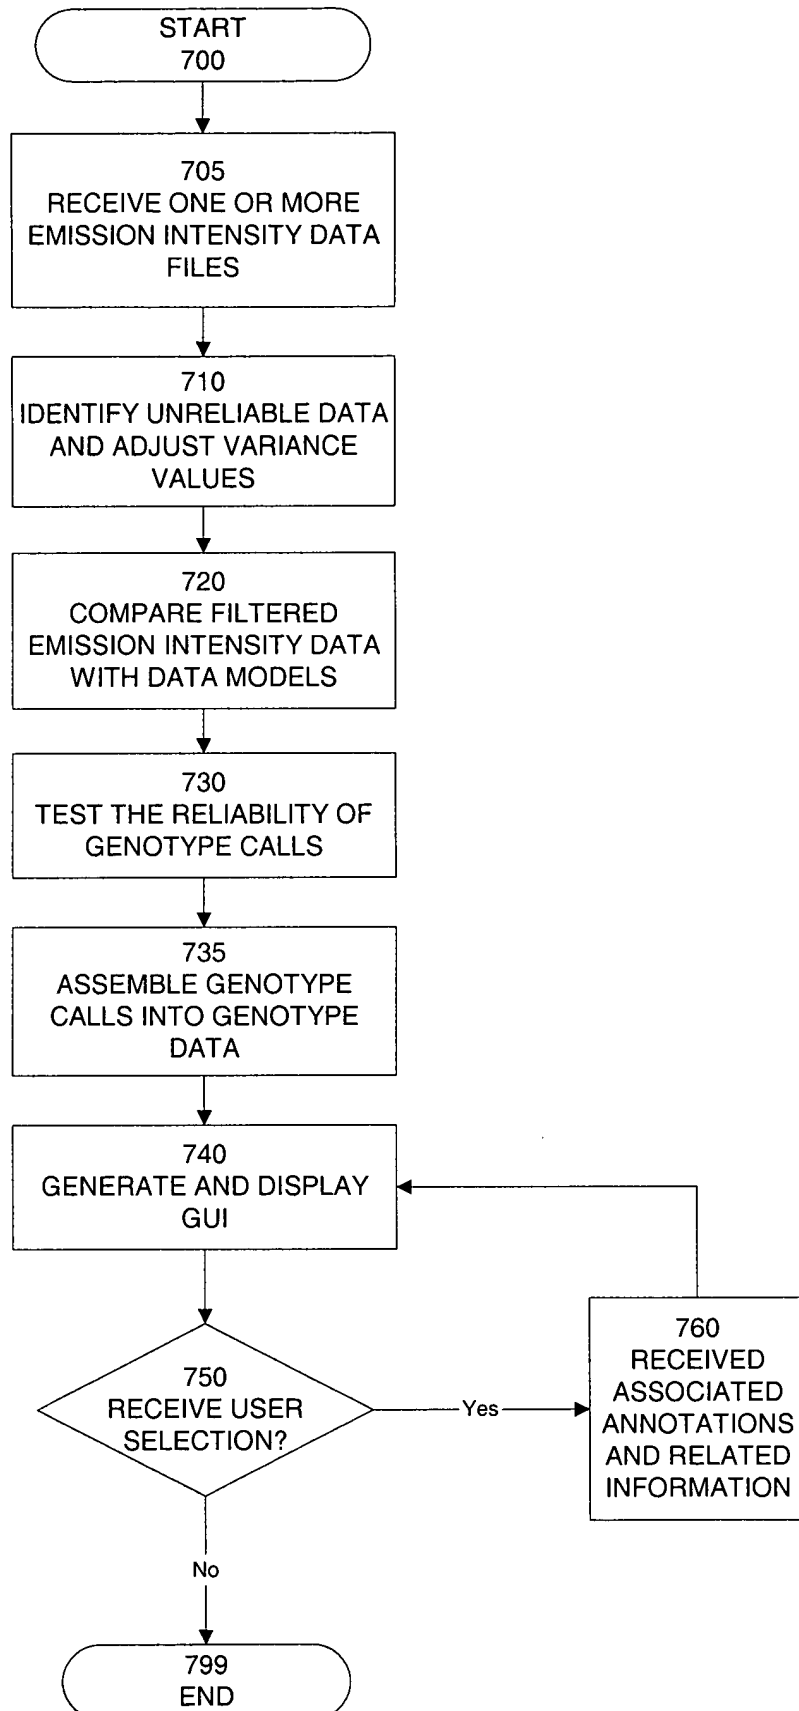 START
700
705
RECEIVE ONE OR MORE
EMISSION INTENSITY DATA
FILES
710
IDENTIFY UNRELIABLE DATA
AND ADJUST VARIANCE
VALUES
720
COMPARE FILTERED
EMISSION INTENSITY DATA
WITH DATA MODELS
730
TEST THE RELIABILITY OF
GENOTYPE CALLS
735
ASSEMBLE GENOTYPE
CALLS INTO GENOTYPE
DATA
740
GENERATE AND DISPLAY
GUI
750
RECEIVE USER
SELECTION?
Yes
760
RECEIVED
ASSOCIATED
ANNOTATIONS
AND RELATED
INFORMATION
No
799
END